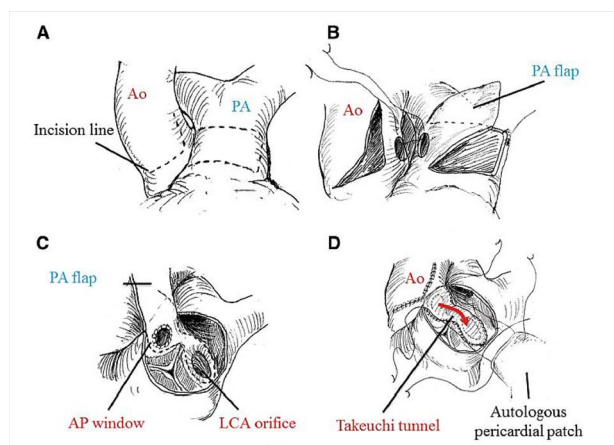 A
Ao
PA
Incision line
B
PA flap
Ao
C
PA flap
AP window
LCA orifice
D
Ao
Takeuchi tunnel
Autologous
pericardial patch